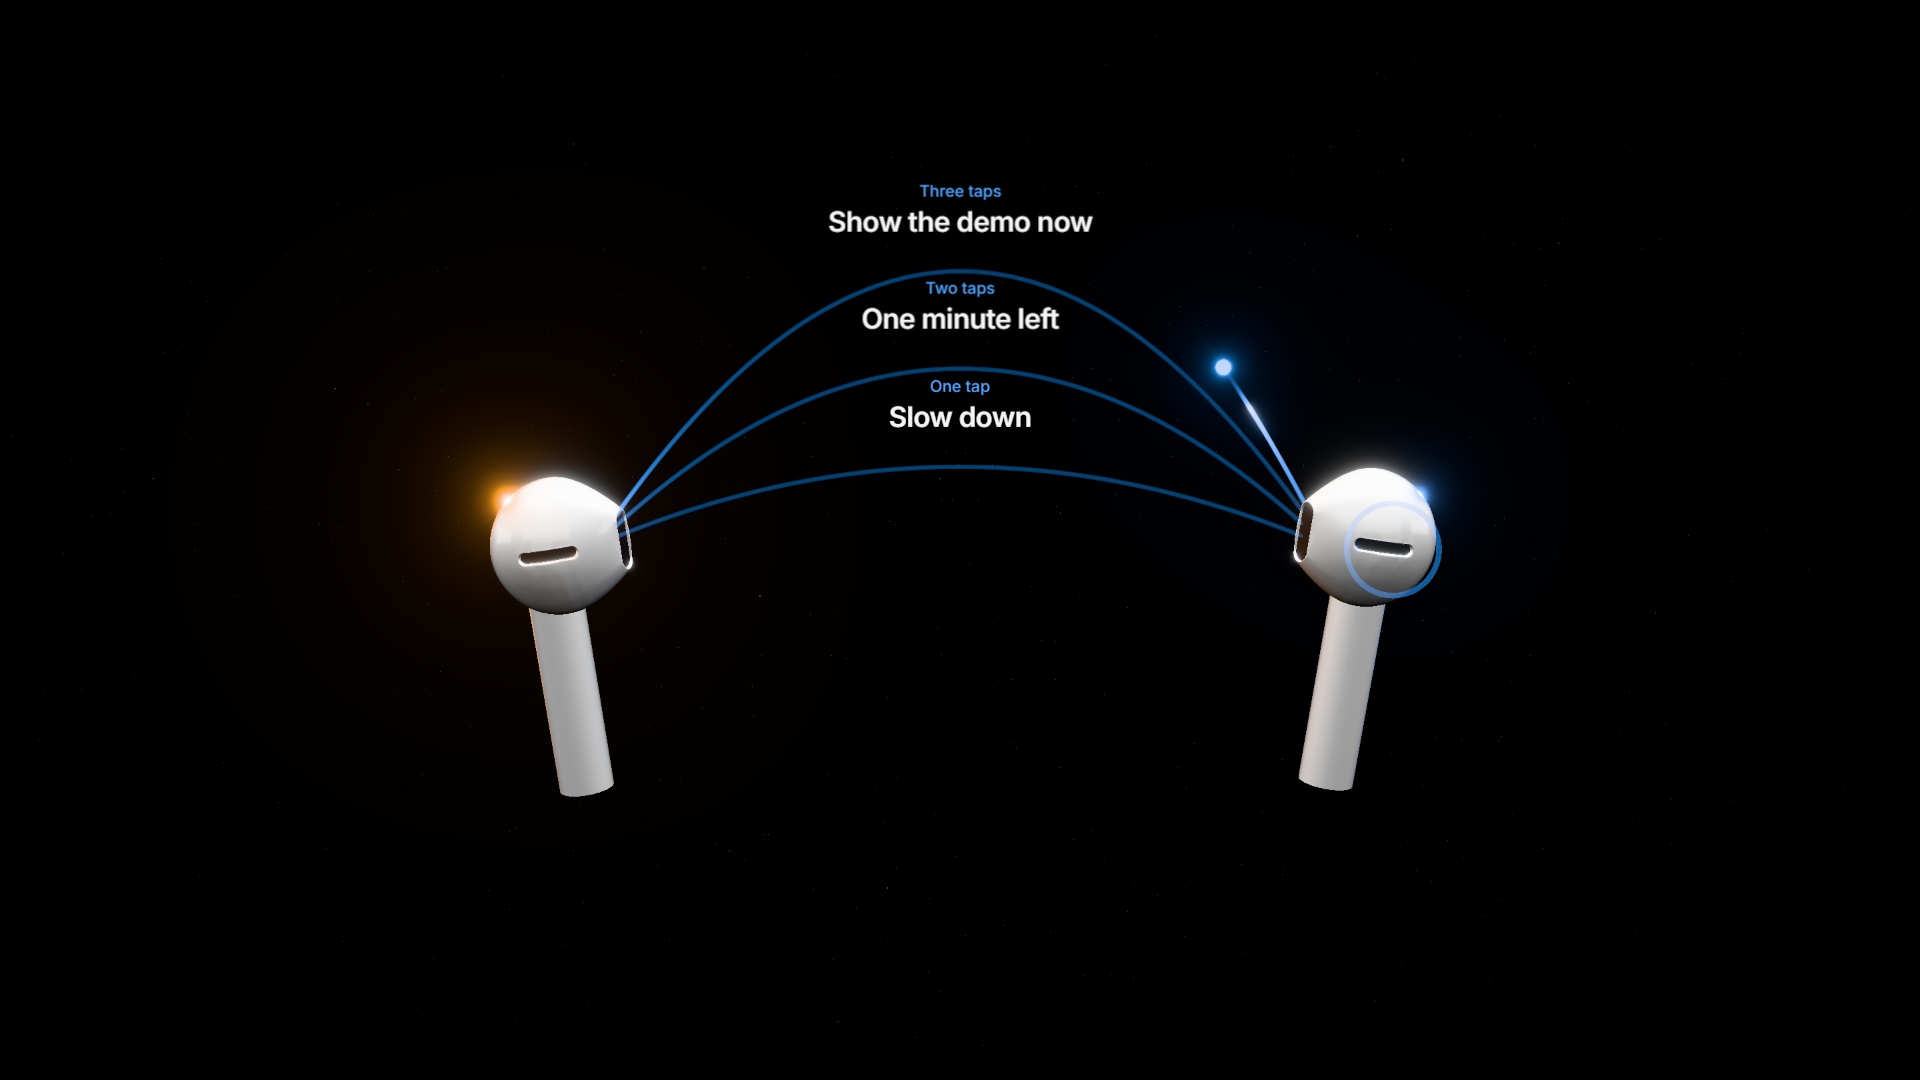 Three taps
Show the demo now
Two taps
One minute left
One tap
Slow down